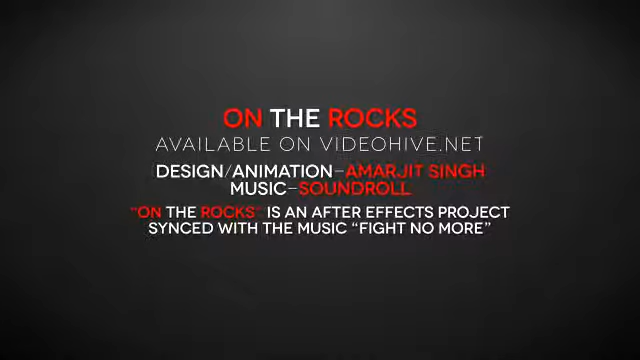 ON THE ROCKS
AVAILABLE ON VIDEOHIVE.NET
DESIGN/ANIMATION-AMARJIT SINGH
MUSIC-SOUNDROLL
"ON THE ROCKS" IS AN AFTER EFFECTS PROJECT
SYNCED WITH THE MUSIC "FIGHT NO MORE"